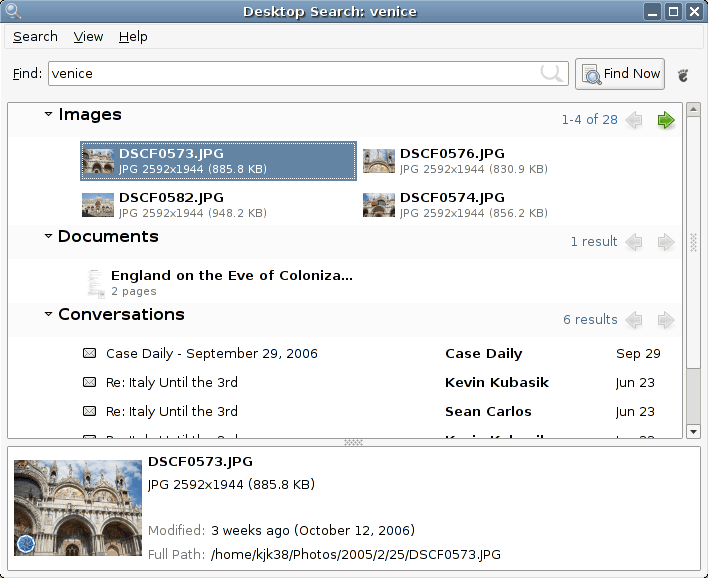 Desktop Search: venice
Search View Help
Find: venice Find Now
Images 1-4 of 28
DSCF0573.JPG DSCF0576.JPG
JPG 2592x1944 (885.8 KB) JPG 2592x1944 (830.9 KB)
DSCF0582.JPG DSCF0574.JPG
JPG 2592x1944 (948.2 KB) JPG 2592x1944 (856.2 KB)
Documents 1 result
England on the Eve of Coloniza...
2 pages
Conversations 6 results
Case Daily - September 29, 2006 Case Daily Sep 29
Re: Italy Until the 3rd Kevin Kubasik Jun 23
Re: Italy Until the 3rd Sean Carlos Jun 23
DSCF0573.JPG
JPG 2592x1944 (885.8 KB)
Modified: 3 weeks ago (October 12, 2006)
Full Path: /home/kjk38/Photos/2005/2/25/DSCF0573.JPG